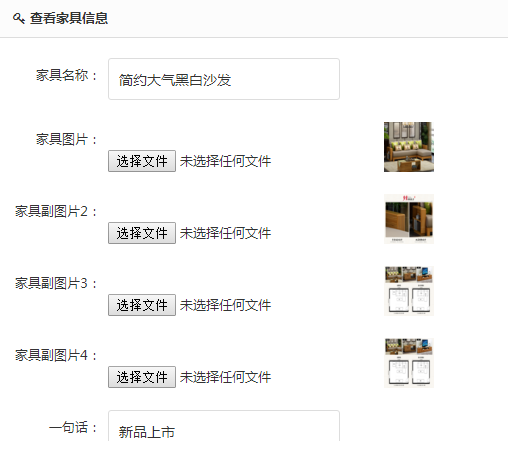 查看家具信息
家具名称： 简约大气黑白沙发
家具图片： 选择文件 未选择任何文件
家具副图片2： 选择文件 未选择任何文件
家具副图片3： 选择文件 未选择任何文件
家具副图片4： 选择文件 未选择任何文件
一句话： 新品上市